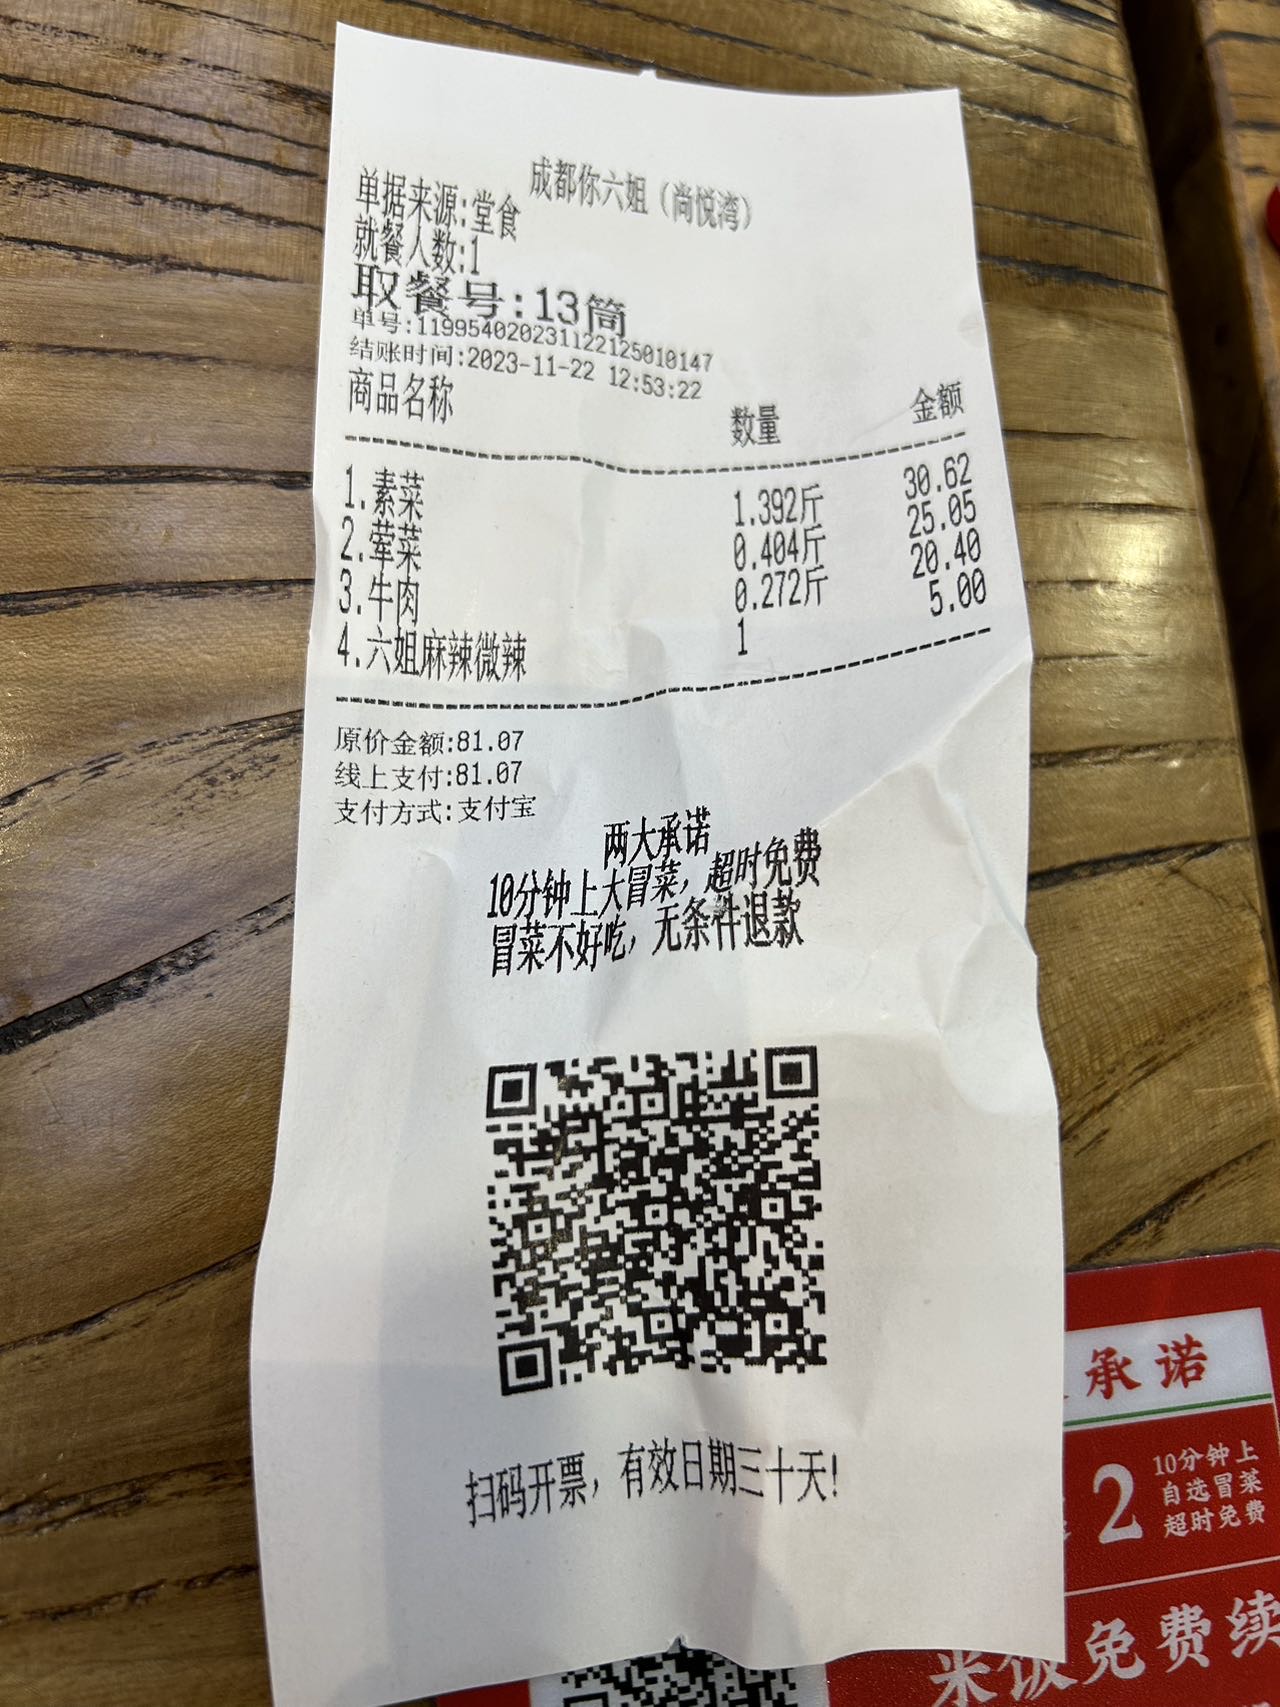 成都你六姐（尚悦湾）
单据来源:堂食
就餐人数:1
取餐号:13筒
单号:11995402023112212501​0147
结账时间:2023-11-22 12:53:22
商品名称 数量 金额
1.素菜 1.392斤 30.62
2.荤菜 0.404斤 25.05
3.牛肉 0.272斤 20.40
4.六姐麻辣微辣 1 5.00
原价金额:81.07
线上支付:81.07
支付方式:支付宝
两大承诺
10分钟上大冒菜，超时免费
冒菜不好吃，无条件退款
扫码开票，有效日期三十天!
承诺
2
10分钟上
自选冒菜
超时免费
米饭免费续